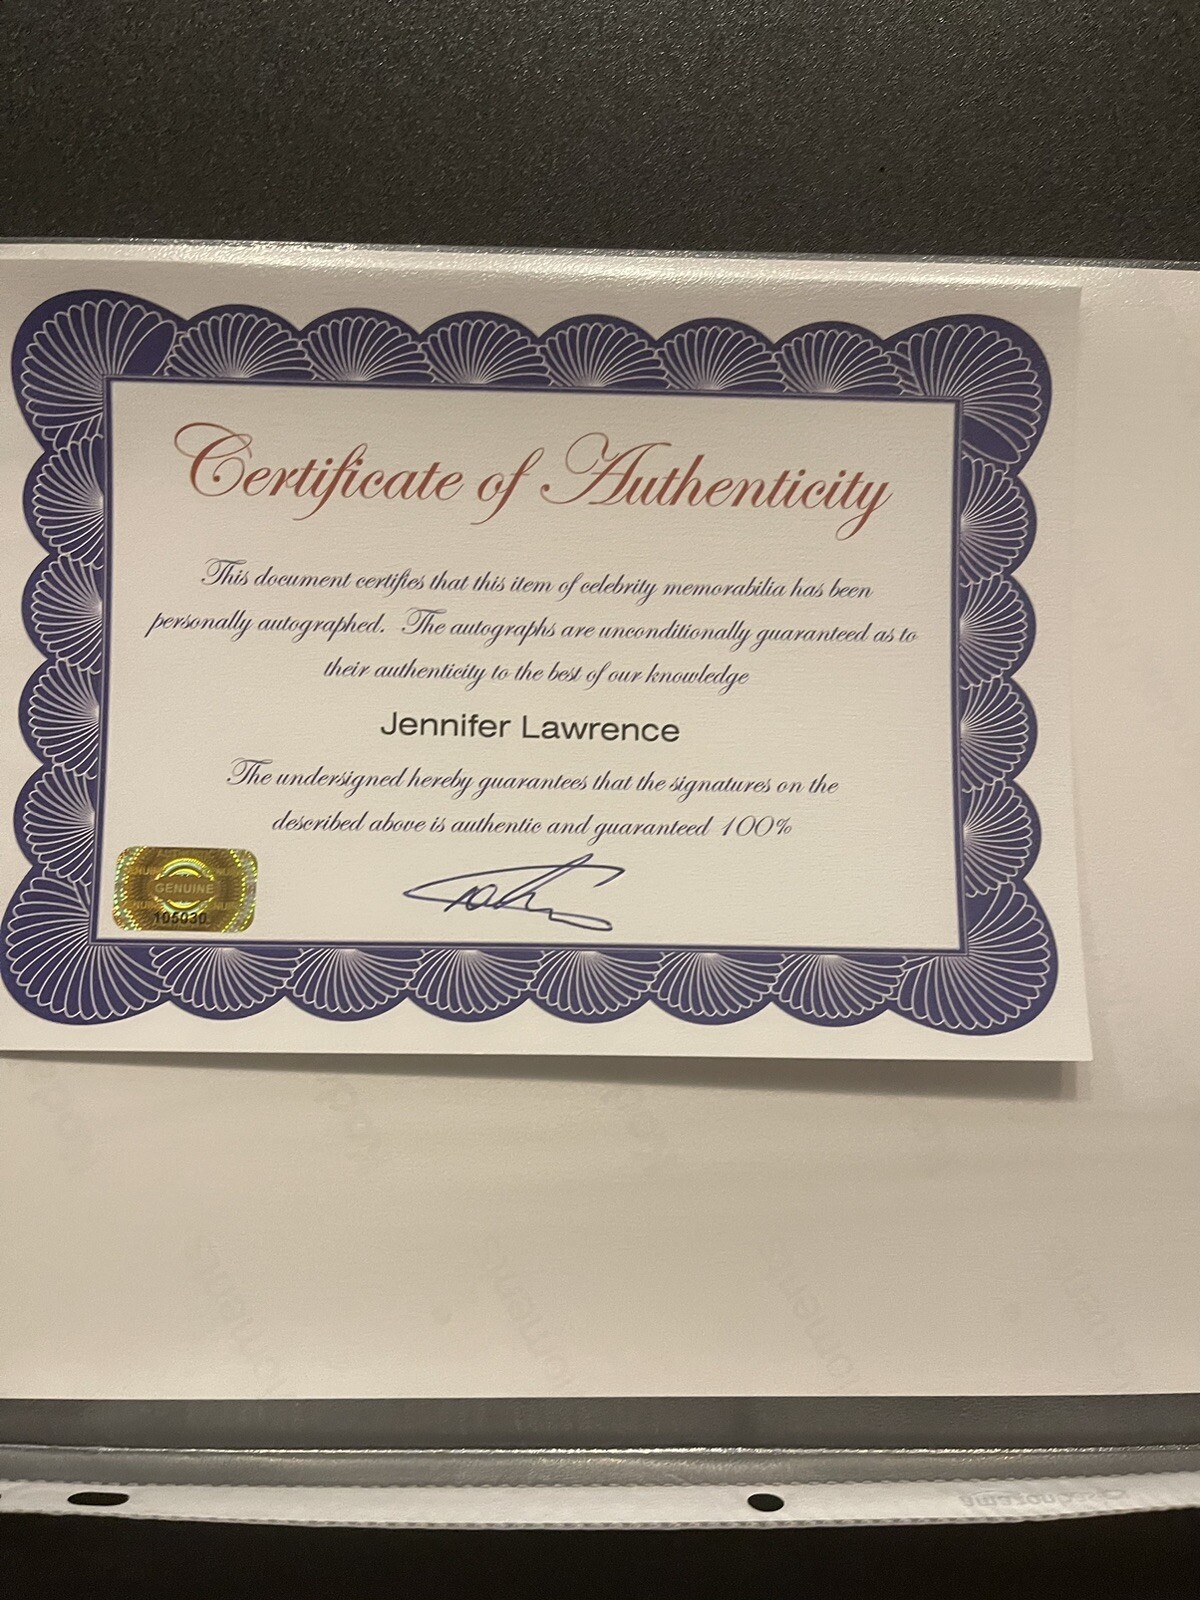 Certificate of Authenticity
This document certifies that this item of celebrity memorabilia has been
personally autographed. The autographs are unconditionally guaranteed as to
their authenticity to the best of our knowledge
Jennifer Lawrence
The undersigned hereby guarantees that the signatures on the
described above is authentic and guaranteed 100%
GENUINE
105030